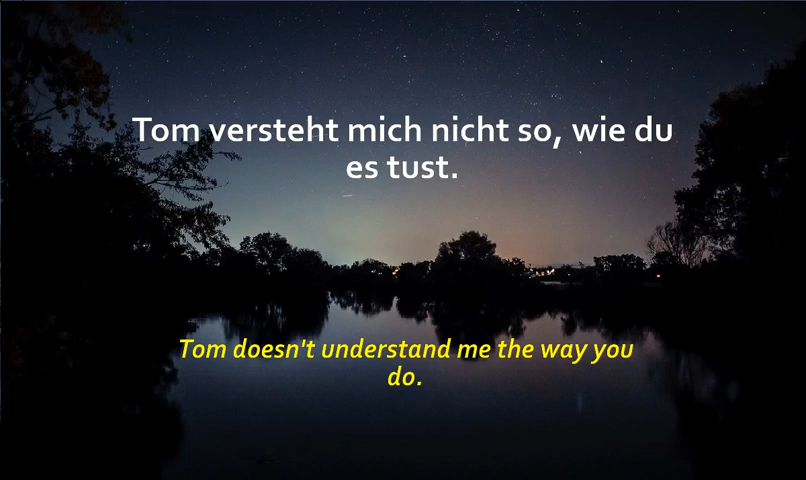 Tom versteht mich nicht so, wie du
es tust.
Tom doesn't understand me the way you
do.